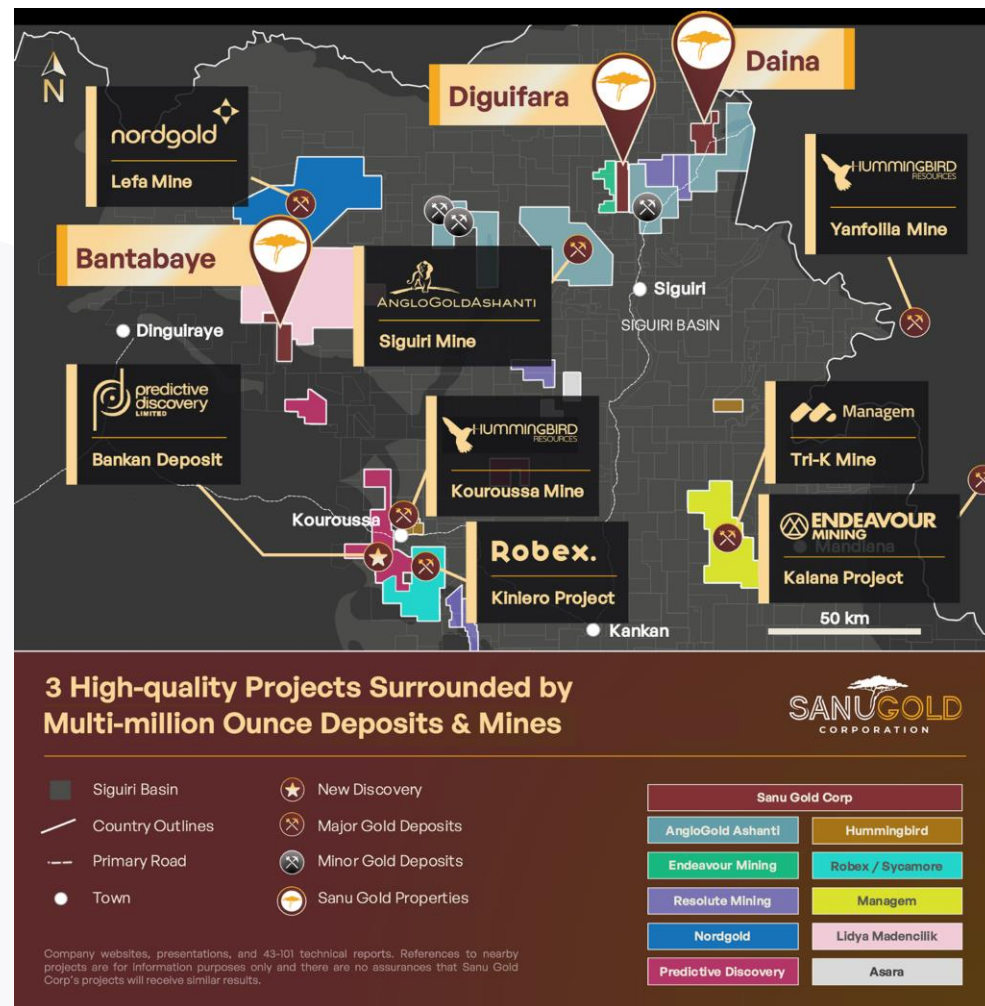 N
nordgold
Lefa Mine
Diguifara
Daina
HUMMINGBIRD
RESOURCES
Yanfolila Mine
Bantabaye
ANGLOGOLDASHANTI
Siguiri Mine
Siguiri
SIGUIRI BASIN
Dinguiraye
predictive
discovery
LIMITED
Bankan Deposit
HUMMINGBIRD
RESOURCES
Kouroussa Mine
Managem
Tri-K Mine
Kouroussa
Robex.
Kiniero Project
ENDEAVOUR
MINING
Mandiana
Kalana Project
Kankan
50 km
3 High-quality Projects Surrounded by
Multi-million Ounce Deposits & Mines
SANUGOLD
CORPORATION
Siguiri Basin
Country Outlines
Primary Road
Town
New Discovery
Major Gold Deposits
Minor Gold Deposits
Sanu Gold Properties
Sanu Gold Corp
AngloGold Ashanti
Hummingbird
Endeavour Mining
Robex / Sycamore
Resolute Mining
Managem
Nordgold
Lidya Madencilik
Predictive Discovery
Asara
Company websites, presentations, and 43-101 technical reports. References to nearby
projects are for information purposes only and there are no assurances that Sanu Gold
Corp's projects will receive similar results.